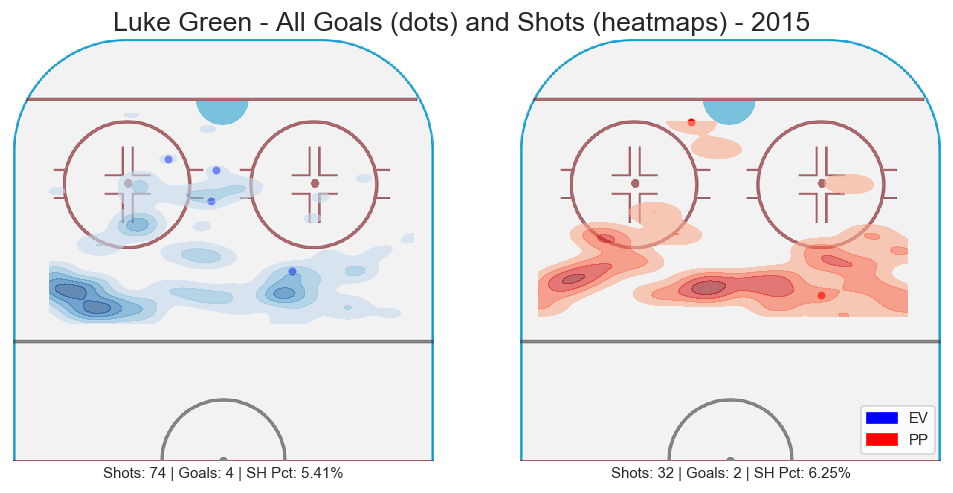 Luke Green - All Goals (dots) and Shots (heatmaps) - 2015
EV
PP
Shots: 74 | Goals: 4 | SH Pct: 5.41%
Shots: 32 | Goals: 2 | SH Pct: 6.25%